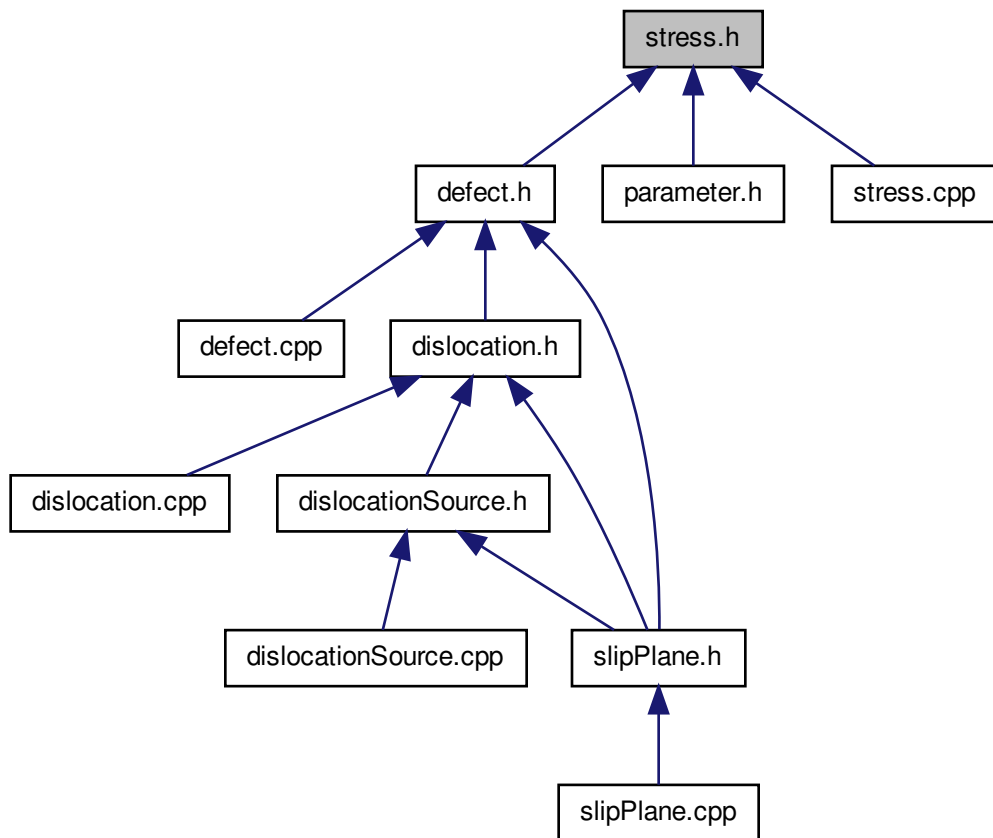 stress.h
defect.h
parameter.h
stress.cpp
defect.cpp
dislocation.h
dislocation.cpp
dislocationSource.h
dislocationSource.cpp
slipPlane.h
slipPlane.cpp